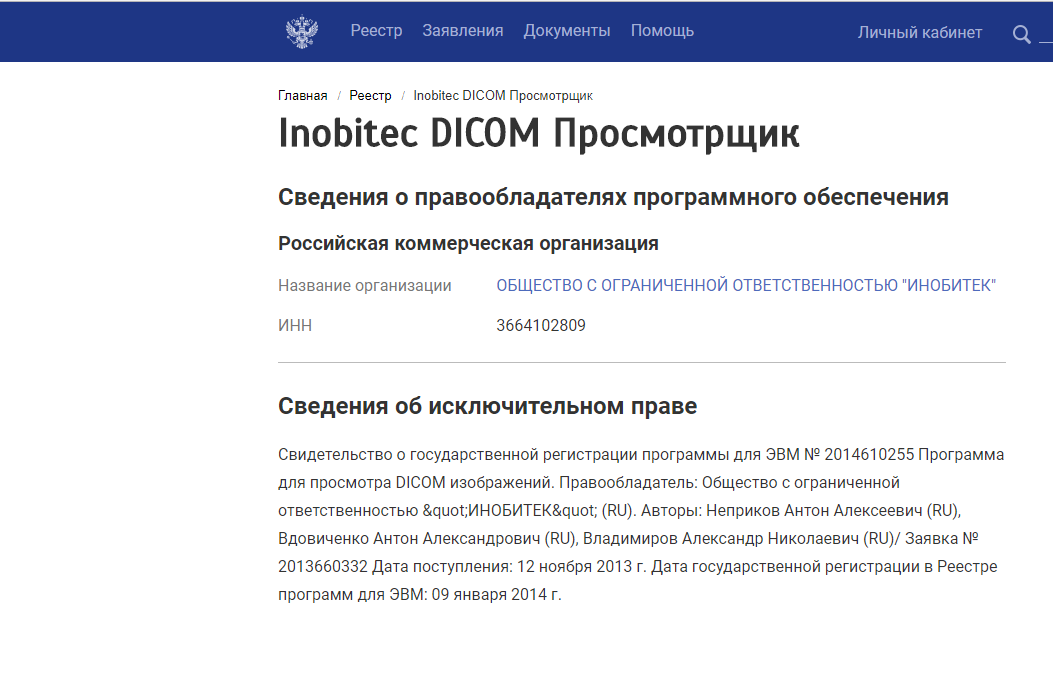 Реестр Заявления Документы Помощь Личный кабинет
Главная / Реестр / Inobitec DICOM Просмотрщик
Inobitec DICOM Просмотрщик
Сведения о правообладателях программного обеспечения
Российская коммерческая организация
Название организации ОБЩЕСТВО С ОГРАНИЧЕННОЙ ОТВЕТСТВЕННОСТЬЮ "ИНОБИТЕК"
ИНН 3664102809
Сведения об исключительном праве
Свидетельство о государственной регистрации программы для ЭВМ № 2014610255 Программа
для просмотра DICOM изображений. Правообладатель: Общество с ограниченной
ответственностью &quot;ИНОБИТЕК&quot; (RU). Авторы: Неприков Антон Алексеевич (RU),
Вдовиченко Антон Александрович (RU), Владимиров Александр Николаевич (RU)/ Заявка №
2013660332 Дата поступления: 12 ноября 2013 г. Дата государственной регистрации в Реестре
программ для ЭВМ: 09 января 2014 г.